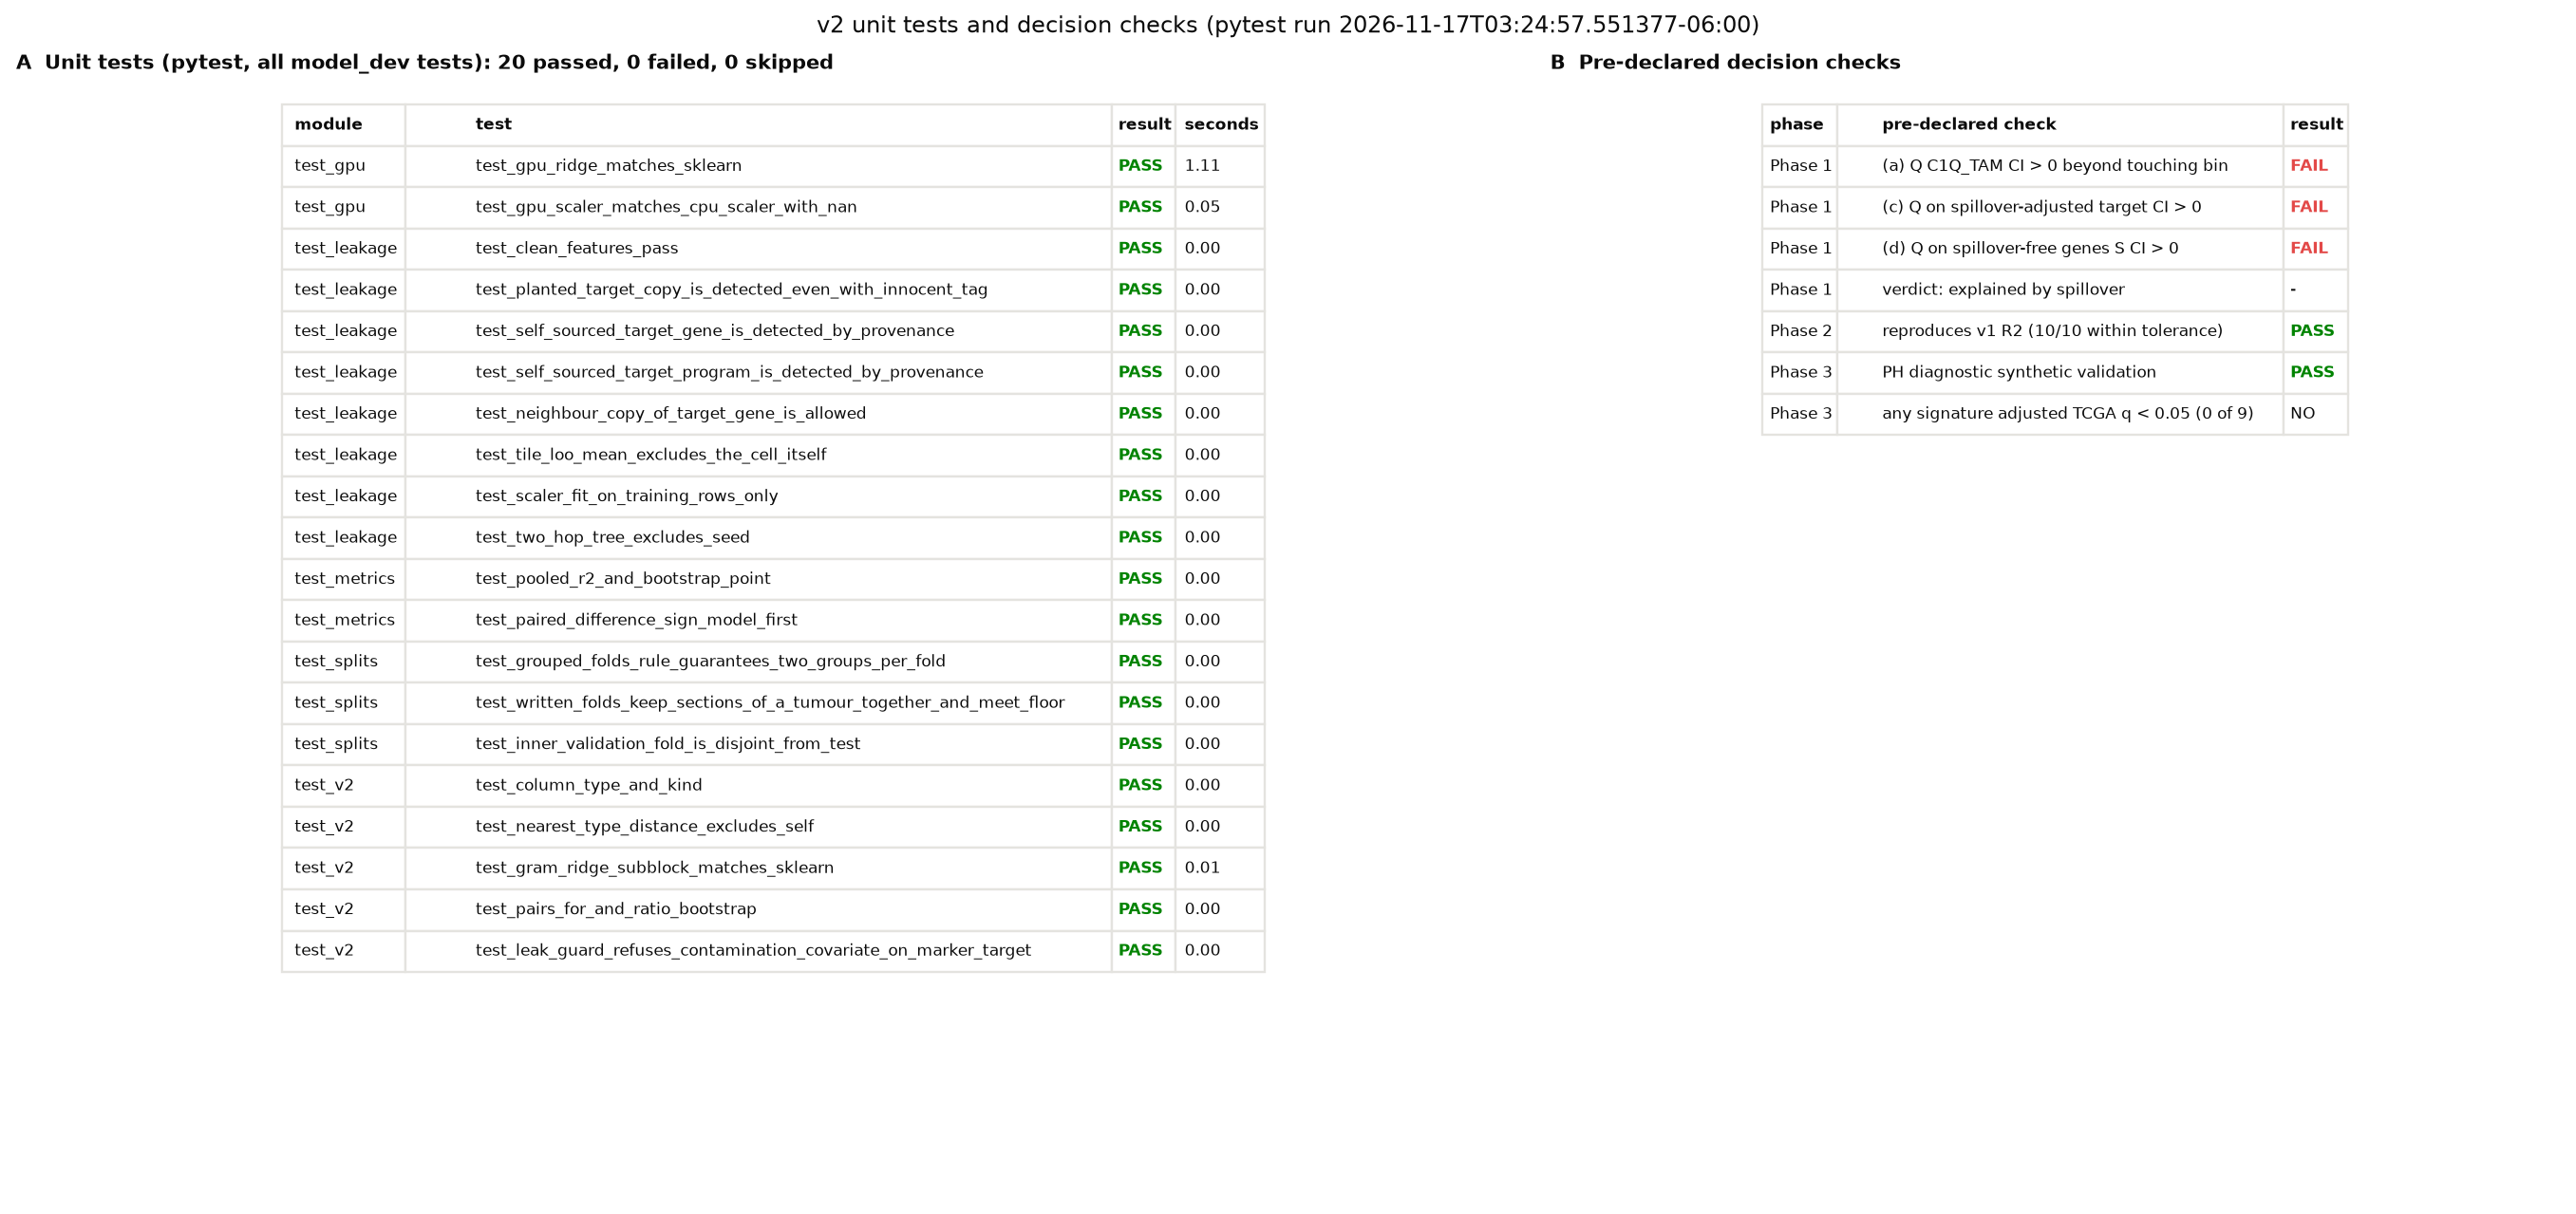 v2 unit tests and decision checks (pytest run 2026-11-17T03:24:57.551377-06:00)
A Unit tests (pytest, all model_dev tests): 20 passed, 0 failed, 0 skipped
module test result seconds
test_gpu test_gpu_ridge_matches_sklearn PASS 1.11
test_gpu test_gpu_scaler_matches_cpu_scaler_with_nan PASS 0.05
test_leakage test_clean_features_pass PASS 0.00
test_leakage test_planted_target_copy_is_detected_even_with_innocent_tag PASS 0.00
test_leakage test_self_sourced_target_gene_is_detected_by_provenance PASS 0.00
test_leakage test_self_sourced_target_program_is_detected_by_provenance PASS 0.00
test_leakage test_neighbour_copy_of_target_gene_is_allowed PASS 0.00
test_leakage test_tile_loo_mean_excludes_the_cell_itself PASS 0.00
test_leakage test_scaler_fit_on_training_rows_only PASS 0.00
test_leakage test_two_hop_tree_excludes_seed PASS 0.00
test_metrics test_pooled_r2_and_bootstrap_point PASS 0.00
test_metrics test_paired_difference_sign_model_first PASS 0.00
test_splits test_grouped_folds_rule_guarantees_two_groups_per_fold PASS 0.00
test_splits test_written_folds_keep_sections_of_a_tumour_together_and_meet_floor PASS 0.00
test_splits test_inner_validation_fold_is_disjoint_from_test PASS 0.00
test_v2 test_column_type_and_kind PASS 0.00
test_v2 test_nearest_type_distance_excludes_self PASS 0.00
test_v2 test_gram_ridge_subblock_matches_sklearn PASS 0.01
test_v2 test_pairs_for_and_ratio_bootstrap PASS 0.00
test_v2 test_leak_guard_refuses_contamination_covariate_on_marker_target PASS 0.00
B Pre-declared decision checks
phase pre-declared check result
Phase 1 (a) Q C1Q_TAM CI > 0 beyond touching bin FAIL
Phase 1 (c) Q on spillover-adjusted target CI > 0 FAIL
Phase 1 (d) Q on spillover-free genes S CI > 0 FAIL
Phase 1 verdict: explained by spillover -
Phase 2 reproduces v1 R2 (10/10 within tolerance) PASS
Phase 3 PH diagnostic synthetic validation PASS
Phase 3 any signature adjusted TCGA q < 0.05 (0 of 9) NO